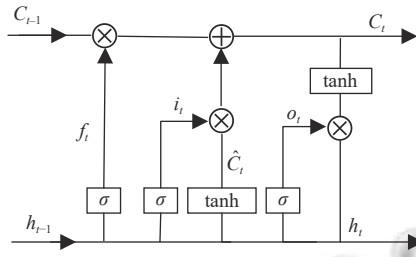 C_{t-1} C_t
tanh
i_t o_t
f_t
Ĉ_t
σ σ tanh σ
h_{t-1} h_t